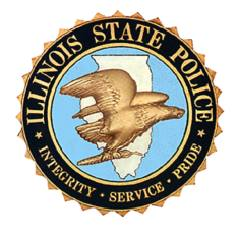 ILLINOIS STATE POLICE
INTEGRITY · SERVICE · PRIDE